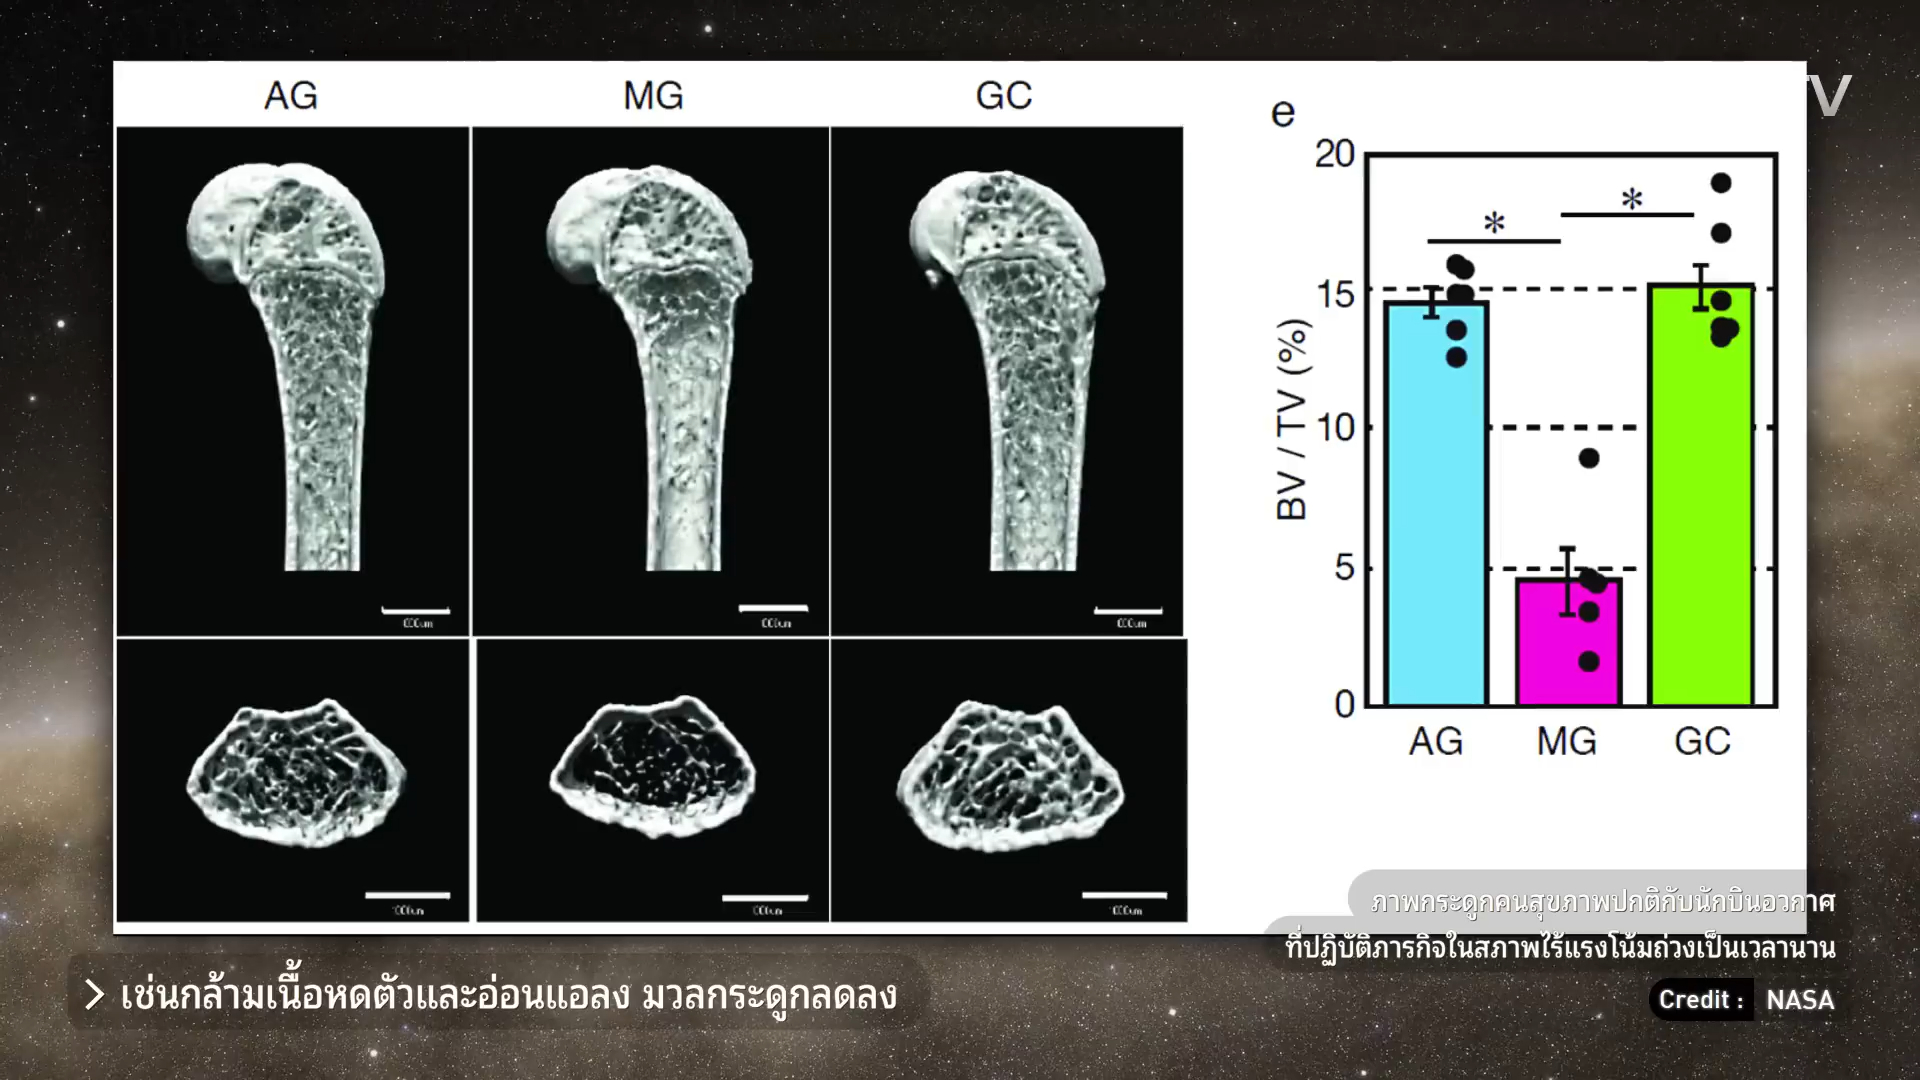 AG MG GC
e
20
15
10
5
0
BV / TV (%)
* *
AG MG GC
V
ภาพกระดูกคนสุขภาพปกติกับนักบินอวกาศ
ที่ปฏิบัติภารกิจในสภาพไร้แรงโน้มถ่วงเป็นเวลานาน
เช่นกล้ามเนื้อหดตัวและอ่อนแอลง มวลกระดูกลดลง
Credit : NASA